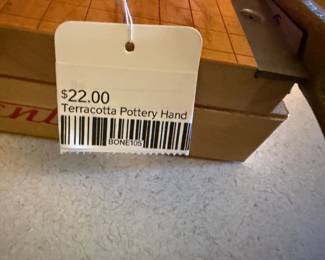 $22.00
Terracotta Pottery Hand
BONE105